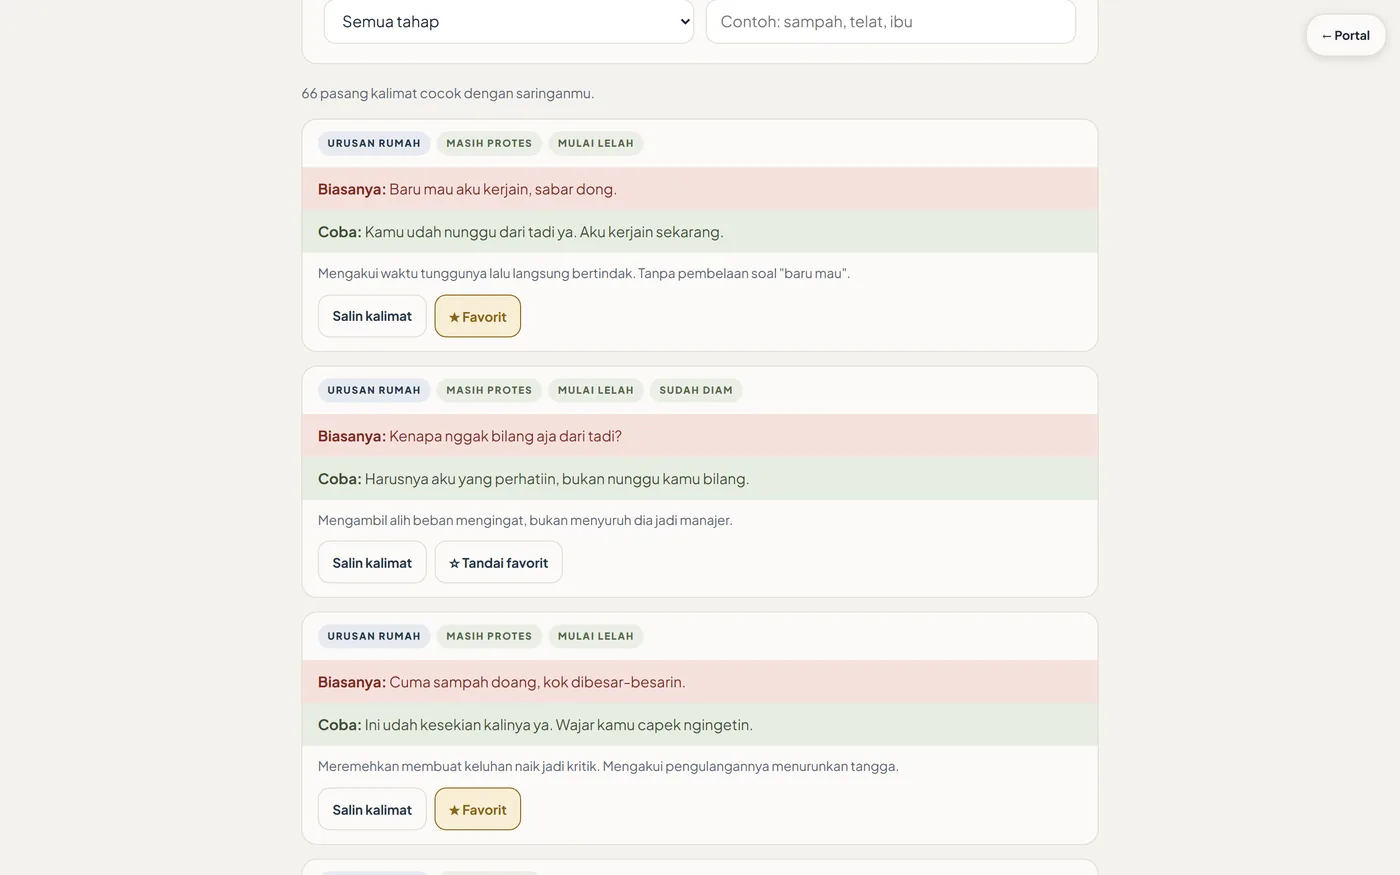 Semua tahap
Contoh: sampah, telat, ibu
← Portal
66 pasang kalimat cocok dengan saringanmu.
URUSAN RUMAH MASIH PROTES MULAI LELAH
Biasanya: Baru mau aku kerjain, sabar dong.
Coba: Kamu udah nunggu dari tadi ya. Aku kerjain sekarang.
Mengakui waktu tunggunya lalu langsung bertindak. Tanpa pembelaan soal "baru mau".
Salin kalimat ★ Favorit
URUSAN RUMAH MASIH PROTES MULAI LELAH SUDAH DIAM
Biasanya: Kenapa nggak bilang aja dari tadi?
Coba: Harusnya aku yang perhatiin, bukan nunggu kamu bilang.
Mengambil alih beban mengingat, bukan menyuruh dia jadi manajer.
Salin kalimat ☆ Tandai favorit
URUSAN RUMAH MASIH PROTES MULAI LELAH
Biasanya: Cuma sampah doang, kok dibesar-besarin.
Coba: Ini udah kesekian kalinya ya. Wajar kamu capek ngingetin.
Meremehkan membuat keluhan naik jadi kritik. Mengakui pengulangannya menurunkan tangga.
Salin kalimat ★ Favorit